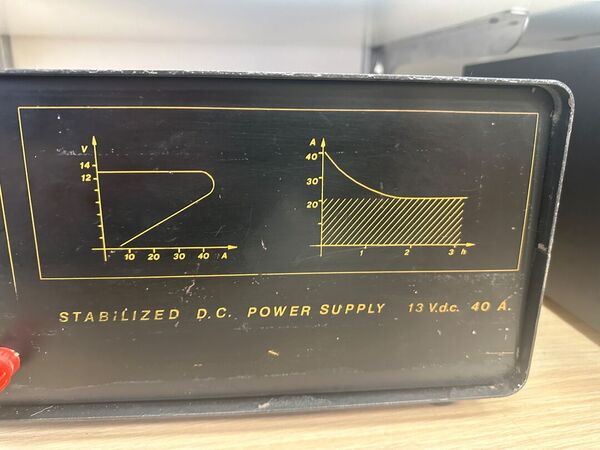 V
14
12
10 20 30 40 A
A
40
30
20
1 2 3 h
STABILIZED D.C. POWER SUPPLY 13 V.d.c. 40 A.